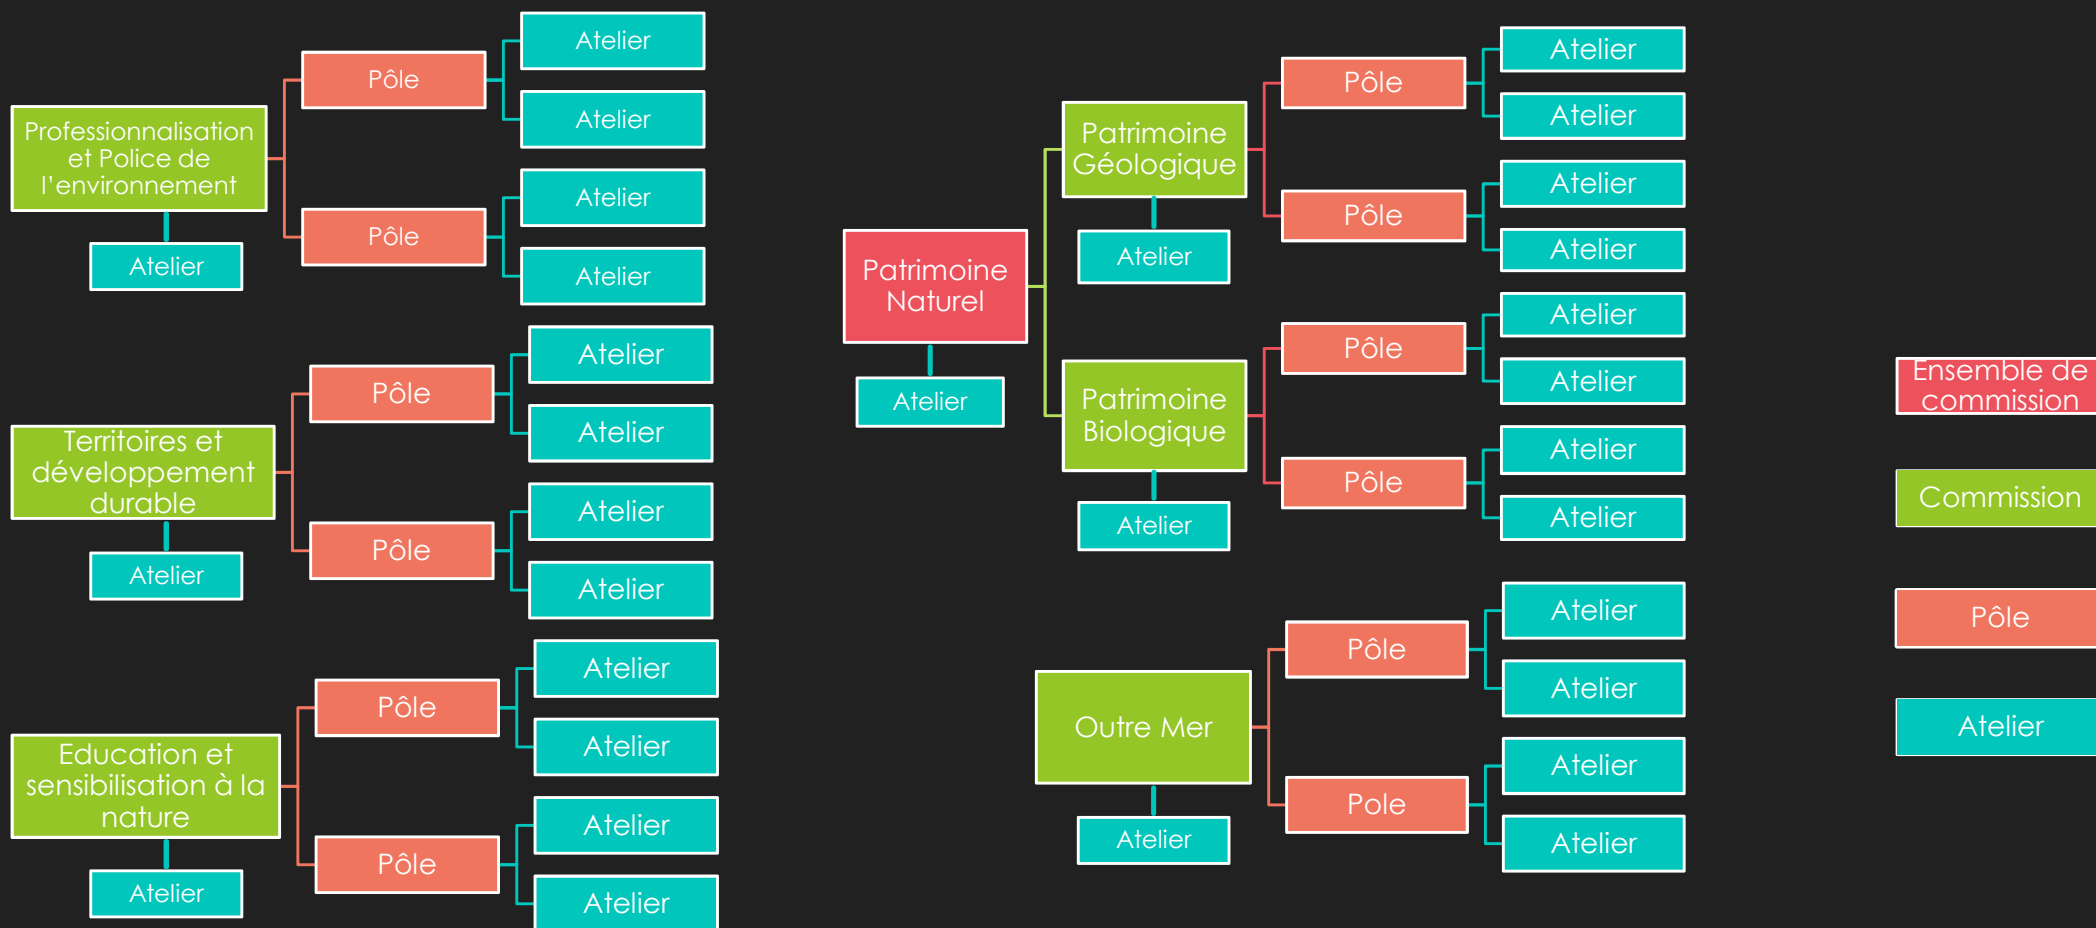 Professionnalisation
et Police de
l'environnement
Atelier
Pôle
Atelier
Atelier
Pôle
Atelier
Atelier
Territoires et
développement
durable
Atelier
Pôle
Atelier
Atelier
Pôle
Atelier
Atelier
Education et
sensibilisation à la
nature
Atelier
Pôle
Atelier
Atelier
Pôle
Atelier
Atelier
Patrimoine
Naturel
Atelier
Patrimoine
Géologique
Atelier
Pôle
Atelier
Atelier
Pôle
Atelier
Atelier
Patrimoine
Biologique
Atelier
Pôle
Atelier
Atelier
Pôle
Atelier
Atelier
Outre Mer
Atelier
Pôle
Atelier
Atelier
Pole
Atelier
Atelier
Ensemble de
commission
Commission
Pôle
Atelier